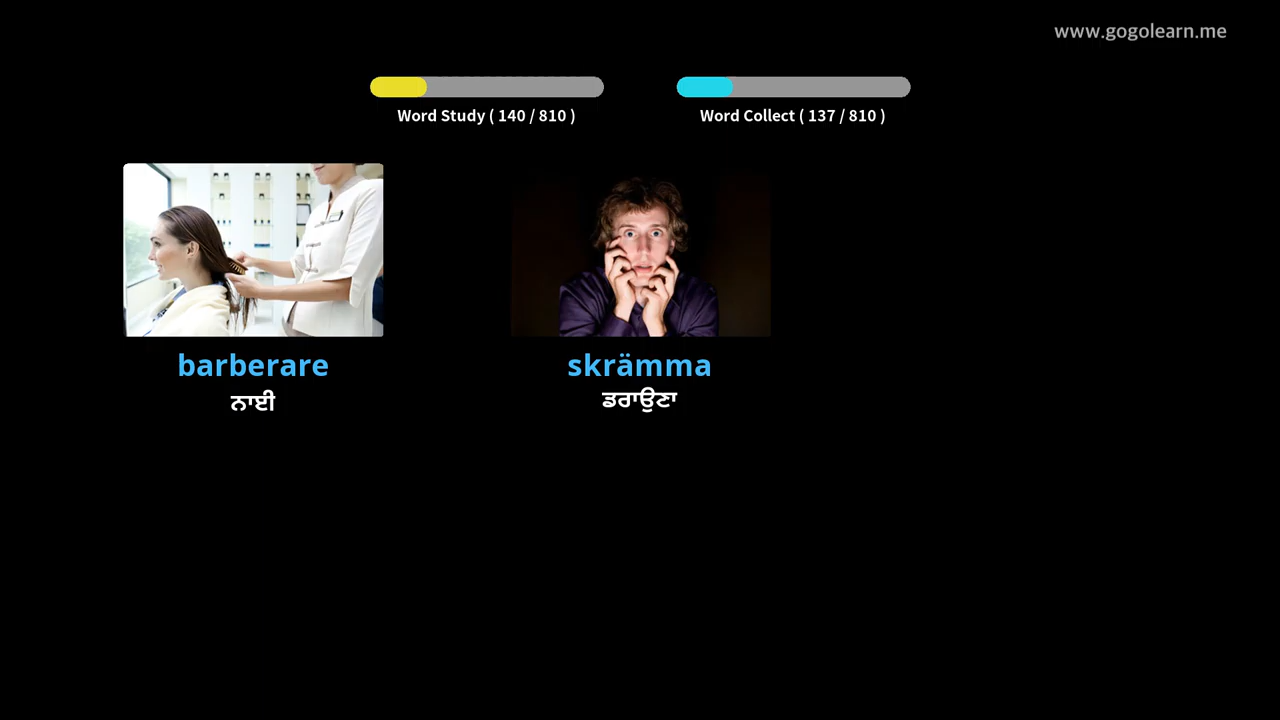 www.gogolearn.me
Word Study ( 140 / 810 )
Word Collect ( 137 / 810 )
barberare
ਨਾਈ
skrämma
ਡਰਾਉਣਾ